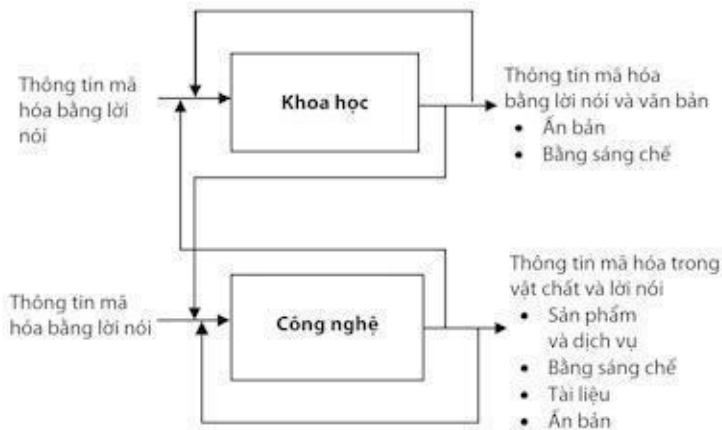 Thông tin mã
hóa bằng lời
nói
Khoa học
Thông tin mã hóa
bằng lời nói và văn bản
• Ấn bản
• Bằng sáng chế
Thông tin mã
hóa bằng lời nói
Công nghệ
Thông tin mã hóa trong
vật chất và lời nói
• Sản phẩm
và dịch vụ
• Bằng sáng chế
• Tài liệu
• Ấn bản